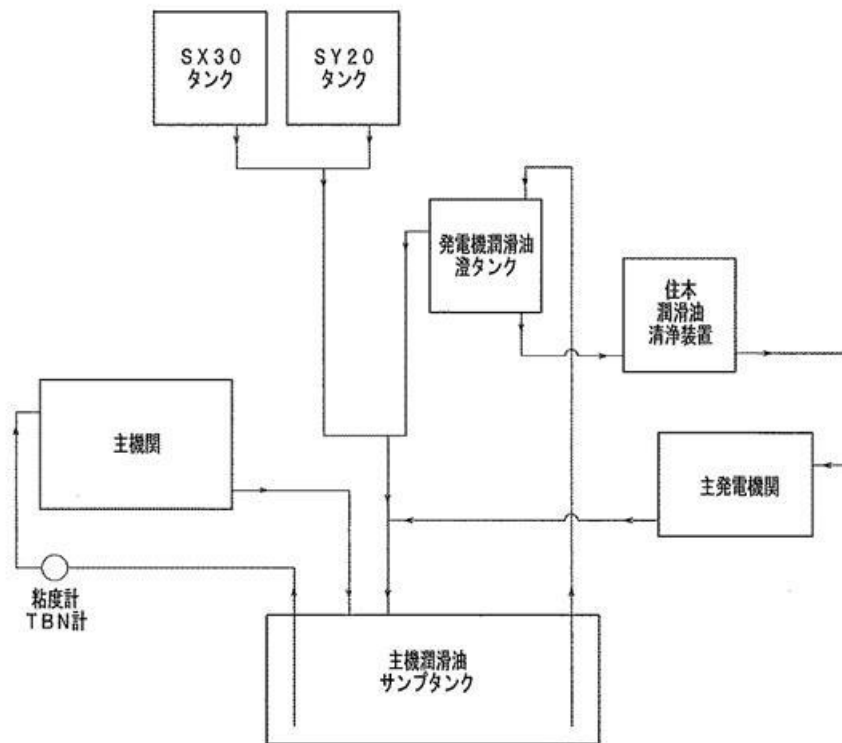 SX30
タンク
SY20
タンク
発電機潤滑油
澄タンク
住本
潤滑油
清浄装置
主機関
主発電機関
粘度計
TBN計
主機潤滑油
サンプタンク